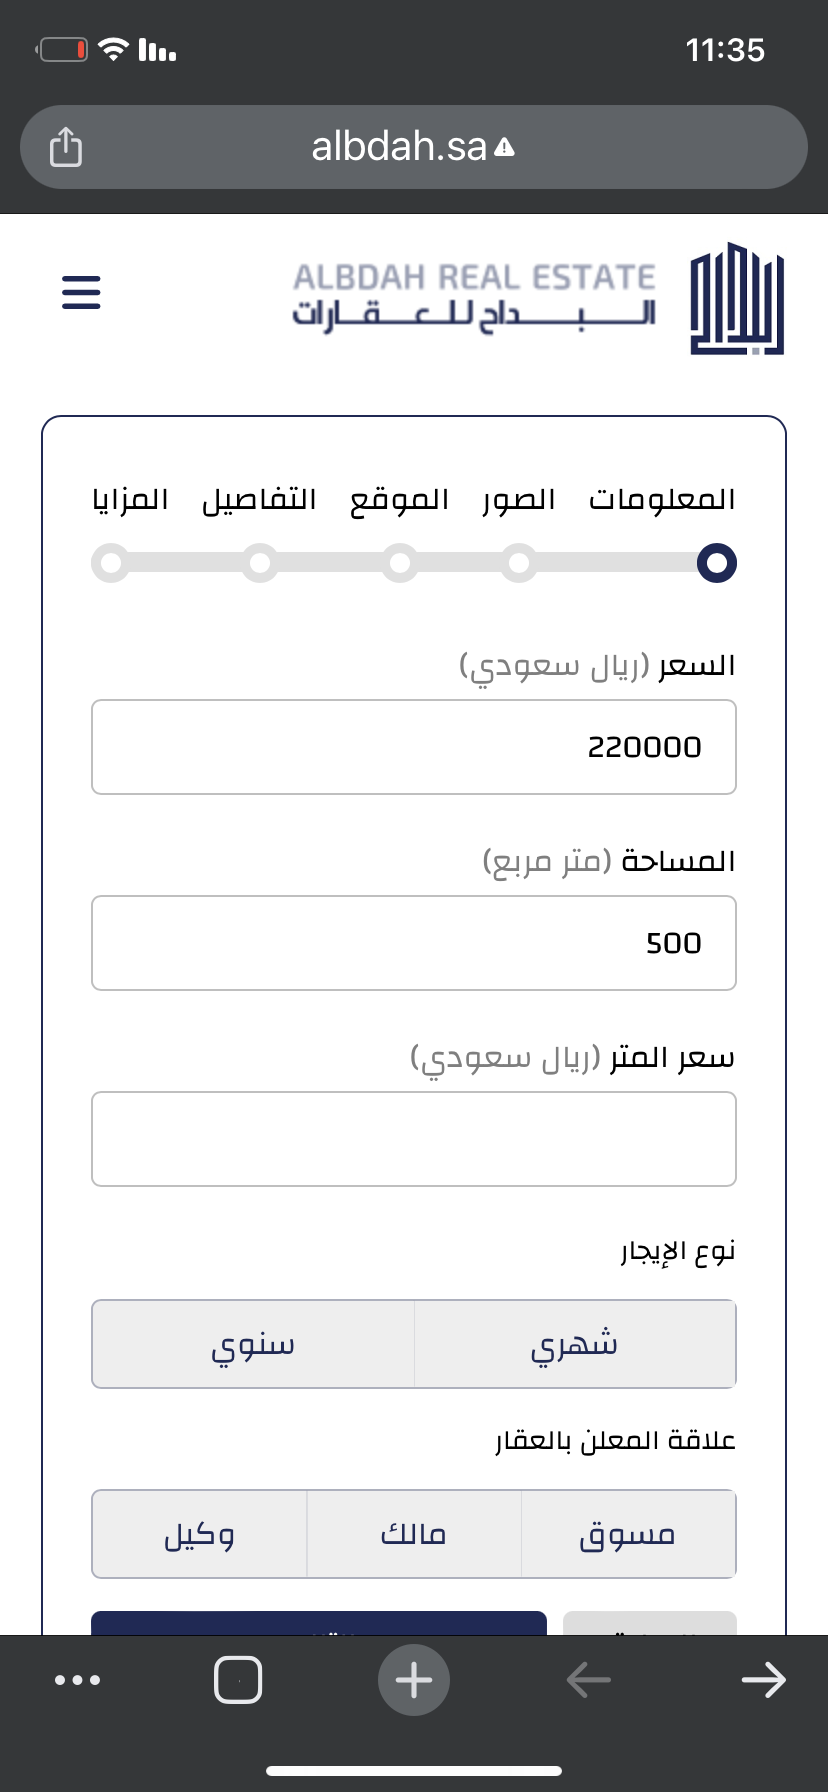 11:35
albdah.sa
ALBDAH REAL ESTATE
البداح للعقارات
المعلومات الصور الموقع التفاصيل المزايا
السعر (ريال سعودي)
220000
المساحة (متر مربع)
500
سعر المتر (ريال سعودي)
نوع الإيجار
شهري سنوي
علاقة المعلن بالعقار
مسوق مالك وكيل